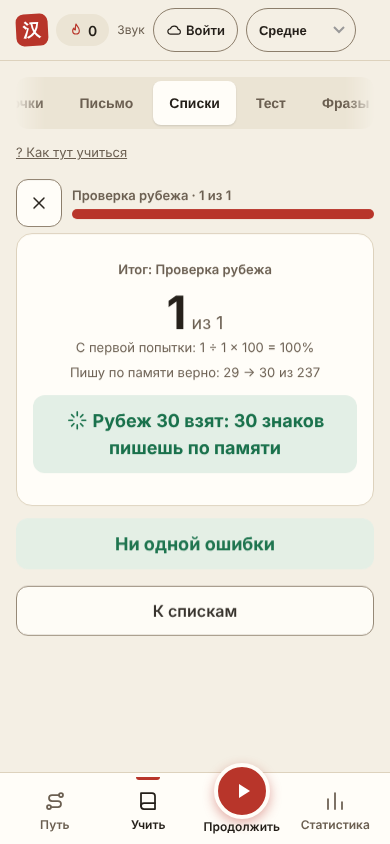 汉
0
Звук
Войти
Средне
чки
Письмо
Списки
Тест
Фразы
? Как тут учиться
Проверка рубежа · 1 из 1
Итог: Проверка рубежа
1 из 1
С первой попытки: 1 ÷ 1 × 100 = 100%
Пишу по памяти верно: 29 → 30 из 237
Рубеж 30 взят: 30 знаков
пишешь по памяти
Ни одной ошибки
К спискам
Путь
Учить
Продолжить
Статистика